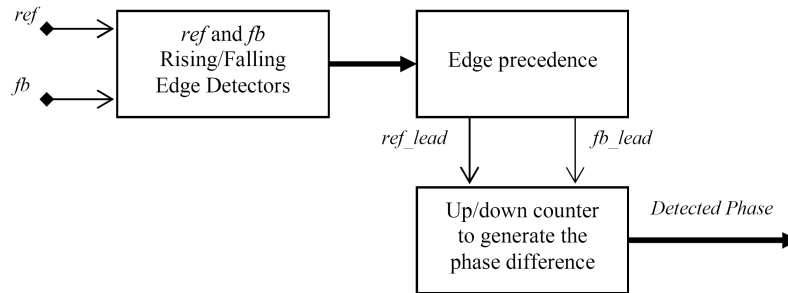 ref
fb
ref and fb
Rising/Falling
Edge Detectors
Edge precedence
ref_lead
fb_lead
Up/down counter
to generate the
phase difference
Detected Phase